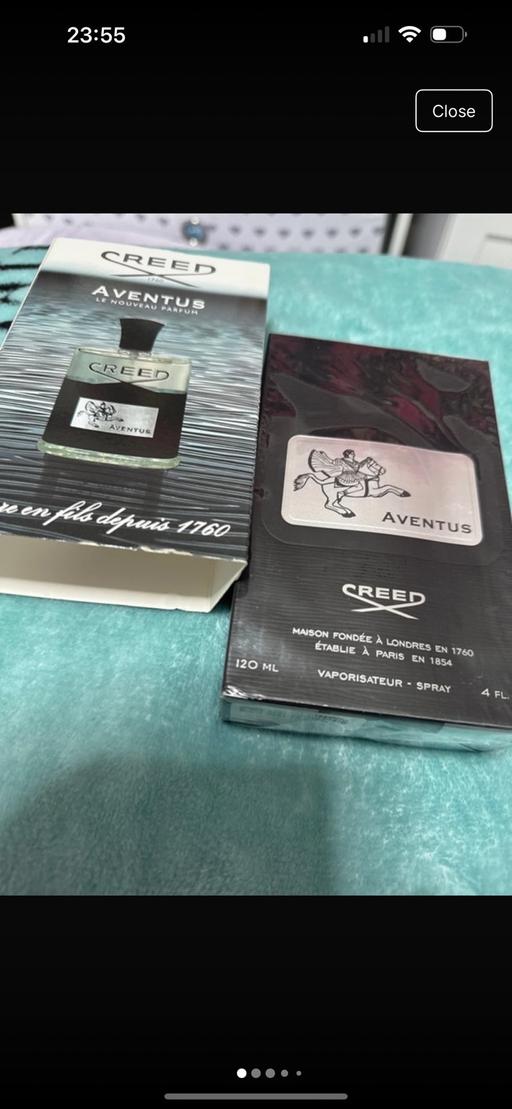 23:55
Close
CREED
1760
AVENTUS
LE NOUVEAU PARFUM
CREED
AVENTUS
en fils depuis 1760
AVENTUS
CREED
MAISON FONDÉE À LONDRES EN 1760
ÉTABLIE À PARIS EN 1854
120 ML
VAPORISATEUR - SPRAY
4 FL.